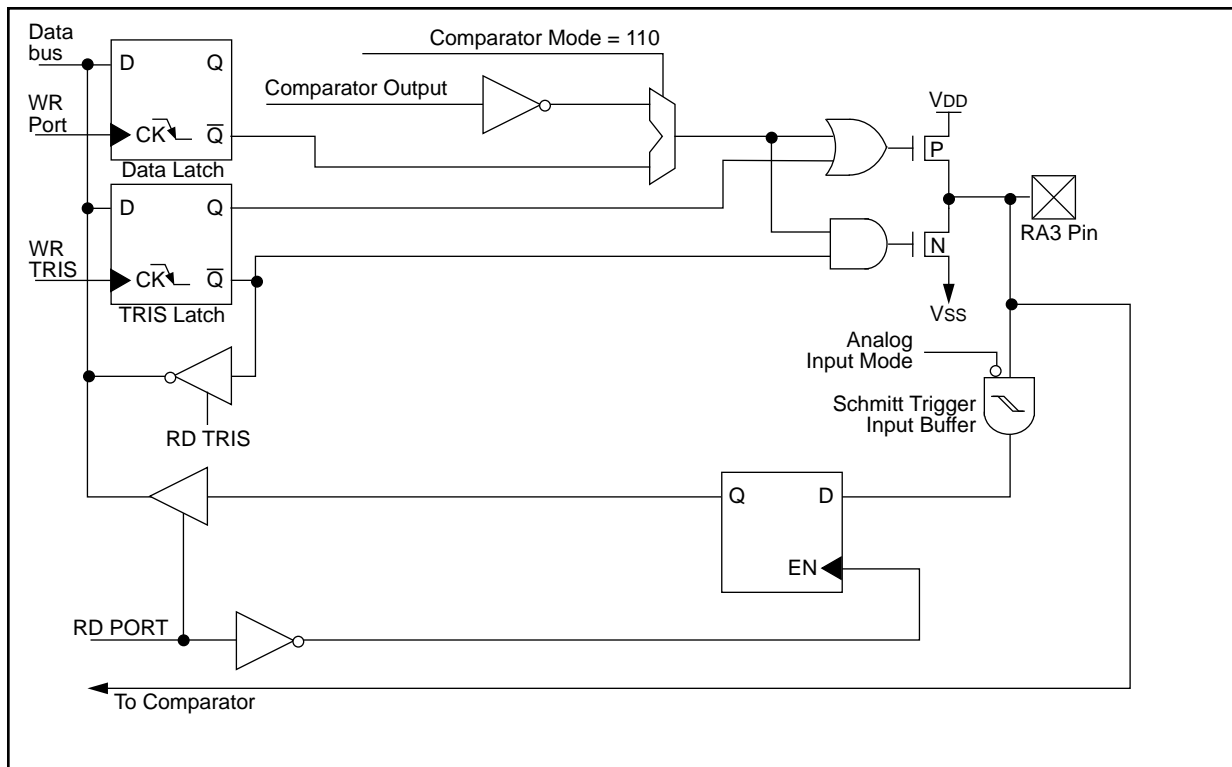 Data
bus
Comparator Mode = 110
D Q
Comparator Output
WR
Port
CK Q̅
VDD
P
Data Latch
D Q
RA3 Pin
WR
TRIS
N
CK Q̅
TRIS Latch
VSS
Analog
Input Mode
Schmitt Trigger
Input Buffer
RD TRIS
Q D
EN
RD PORT
To Comparator